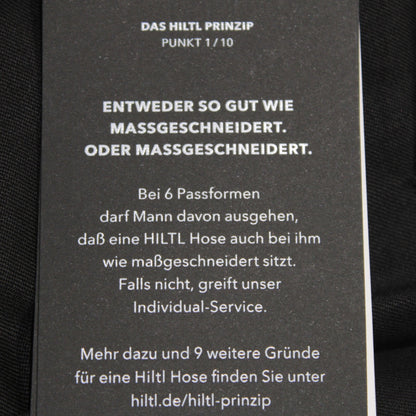 DAS HILTL PRINZIP
PUNKT 1 / 10
ENTWEDER SO GUT WIE
MASSGESCHNEIDERT.
ODER MASSGESCHNEIDERT.
Bei 6 Passformen
darf Mann davon ausgehen,
daß eine HILTL Hose auch bei ihm
wie maßgeschneidert sitzt.
Falls nicht, greift unser
Individual-Service.
Mehr dazu und 9 weitere Gründe
für eine Hiltl Hose finden Sie unter
hiltl.de/hiltl-prinzip